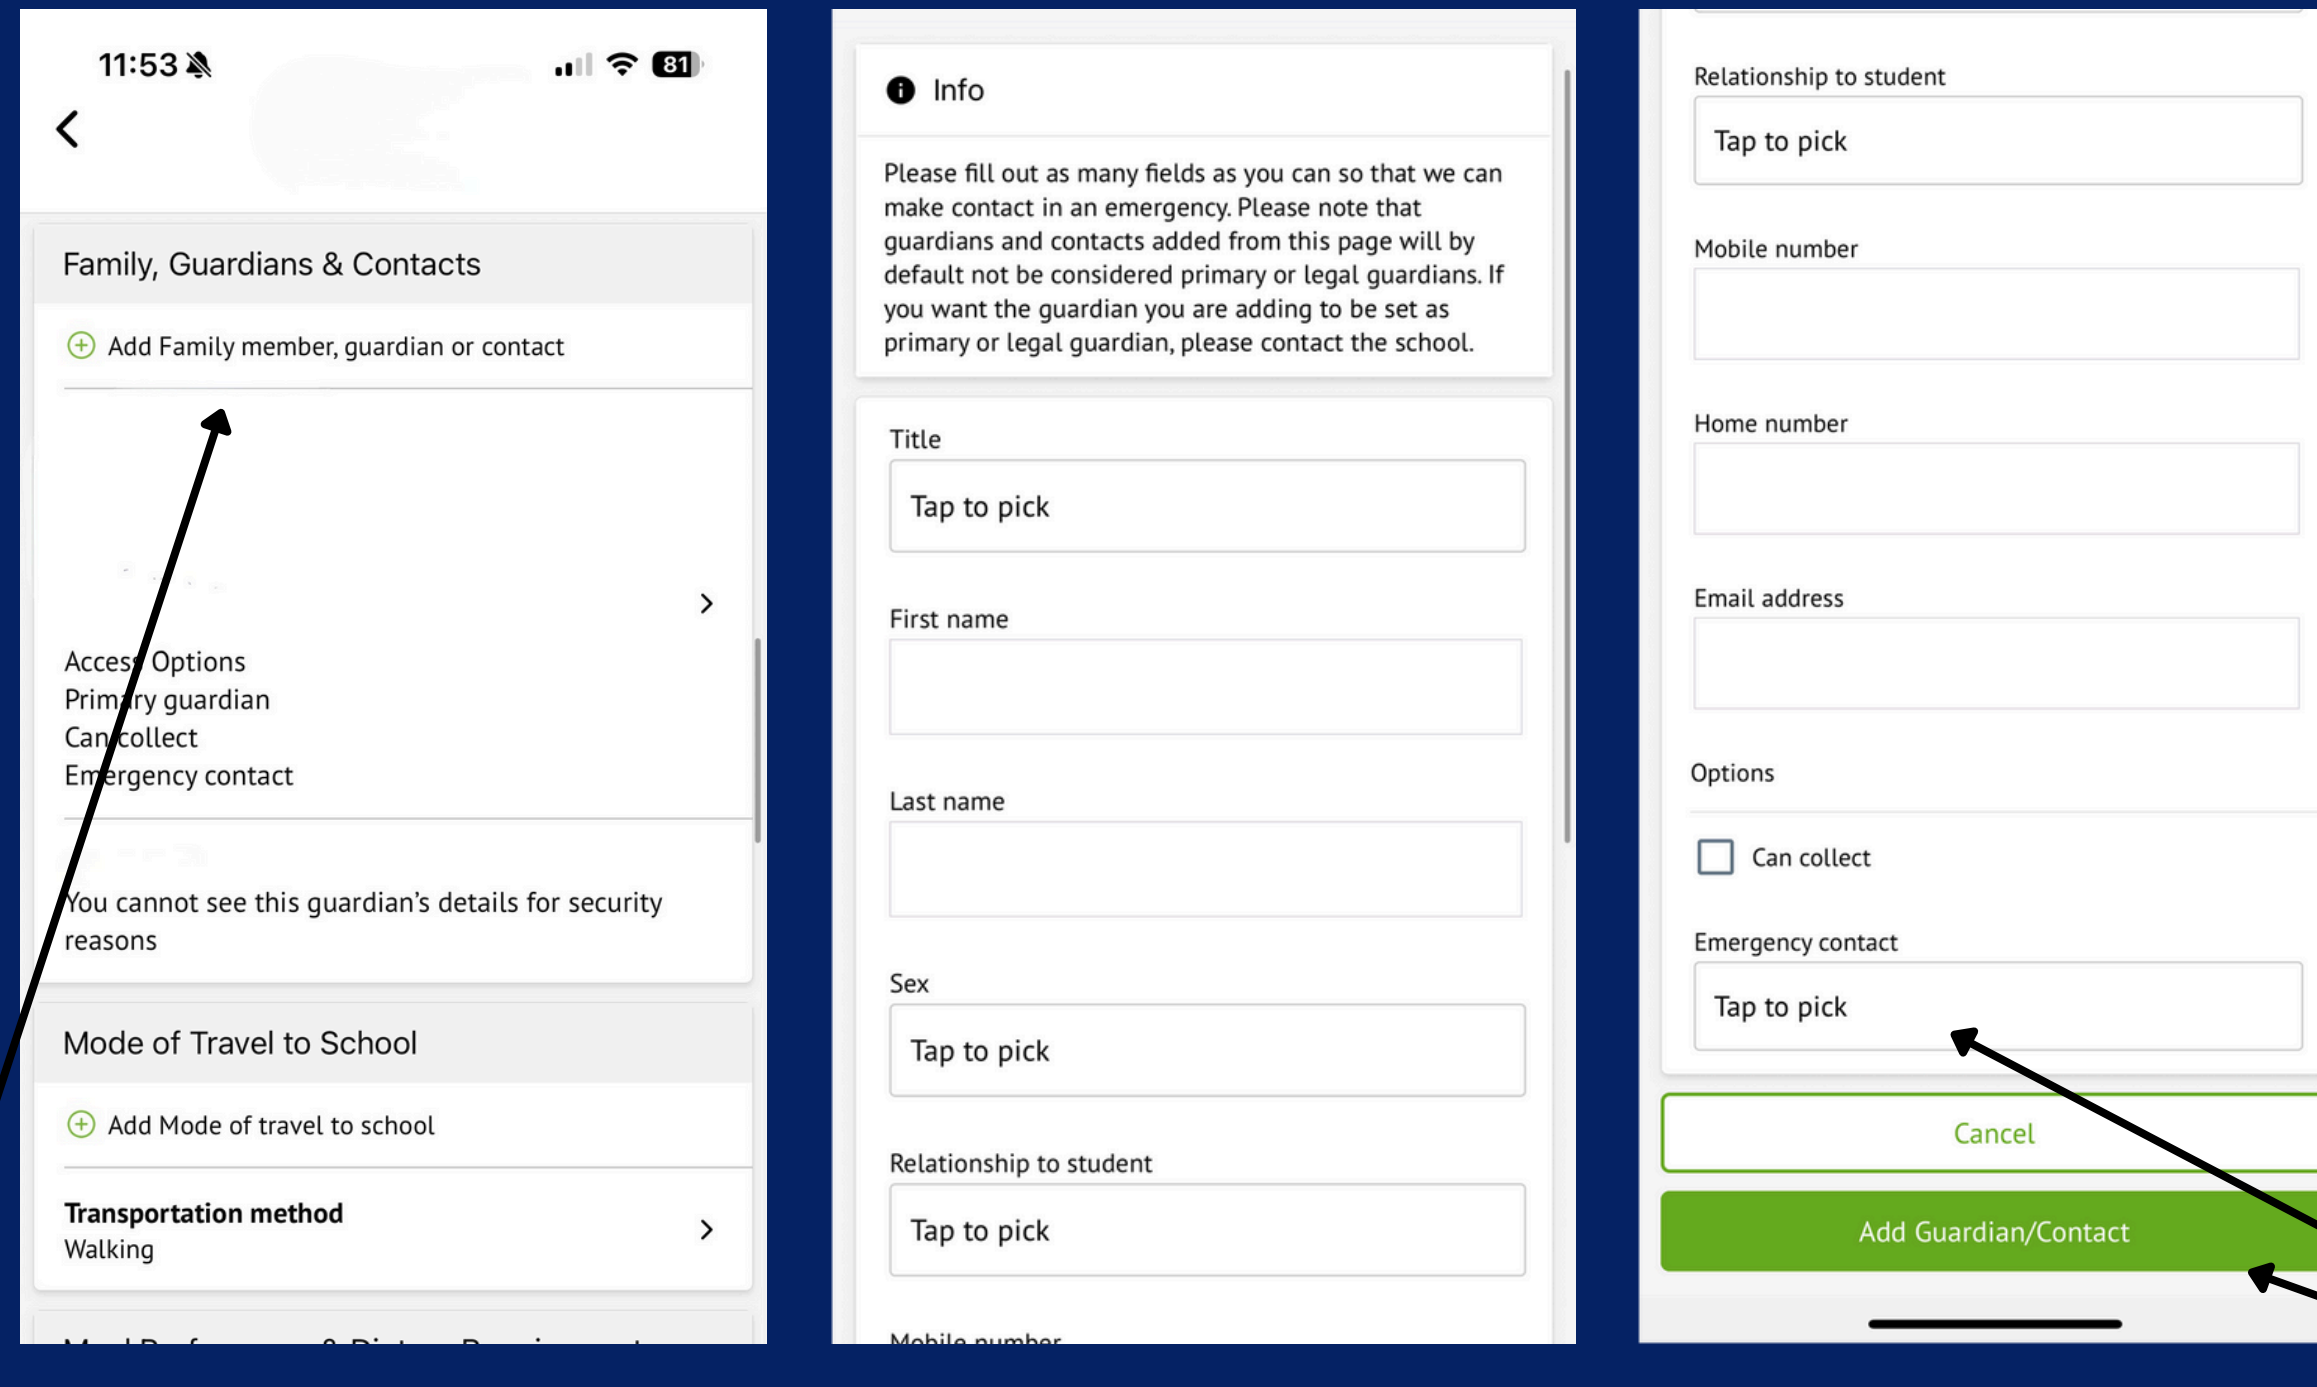 11:53
81
Family, Guardians & Contacts
Add Family member, guardian or contact
Access Options
Primary guardian
Can collect
Emergency contact
You cannot see this guardian's details for security
reasons
Mode of Travel to School
Add Mode of travel to school
Transportation method
Walking
Info
Please fill out as many fields as you can so that we can
make contact in an emergency. Please note that
guardians and contacts added from this page will by
default not be considered primary or legal guardians. If
you want the guardian you are adding to be set as
primary or legal guardian, please contact the school.
Title
Tap to pick
First name
Last name
Sex
Tap to pick
Relationship to student
Tap to pick
Mobile number
Relationship to student
Tap to pick
Mobile number
Home number
Email address
Options
Can collect
Emergency contact
Tap to pick
Cancel
Add Guardian/Contact